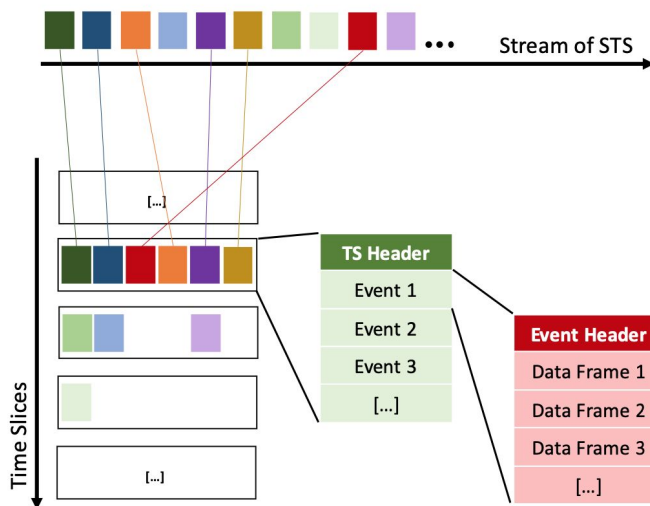 Stream of STS
Time Slices
[...]
TS Header
Event 1
Event 2
Event 3
[...]
Event Header
Data Frame 1
Data Frame 2
Data Frame 3
[...]
[...]